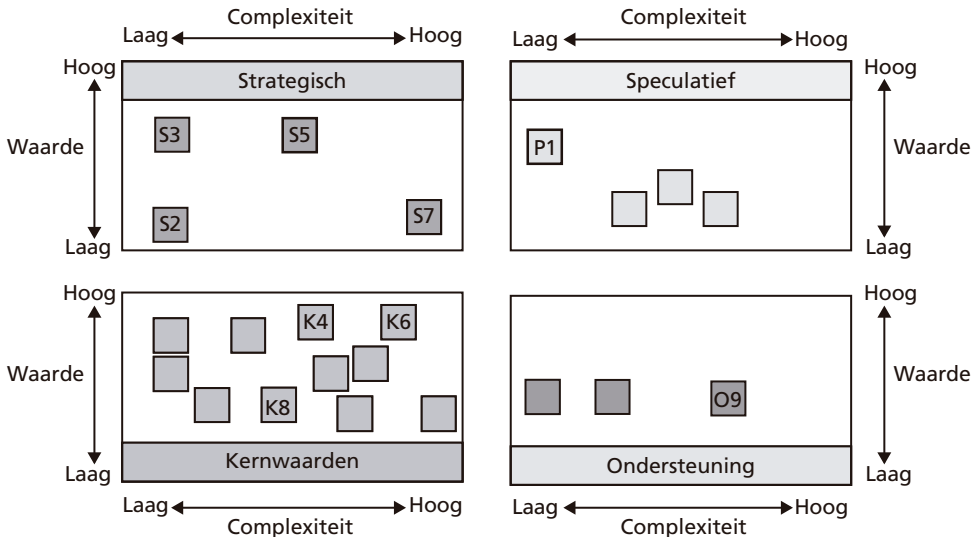 Complexiteit
Laag Hoog
Hoog
Strategisch
S3 S5
Waarde
S2 S7
Laag
Complexiteit
Laag Hoog
Hoog
Speculatief
P1
Waarde
Laag
Hoog
K4 K6
Waarde
K8
Kernwaarden
Laag
Laag Hoog
Complexiteit
Hoog
Waarde
O9
Ondersteuning
Laag
Laag Hoog
Complexiteit